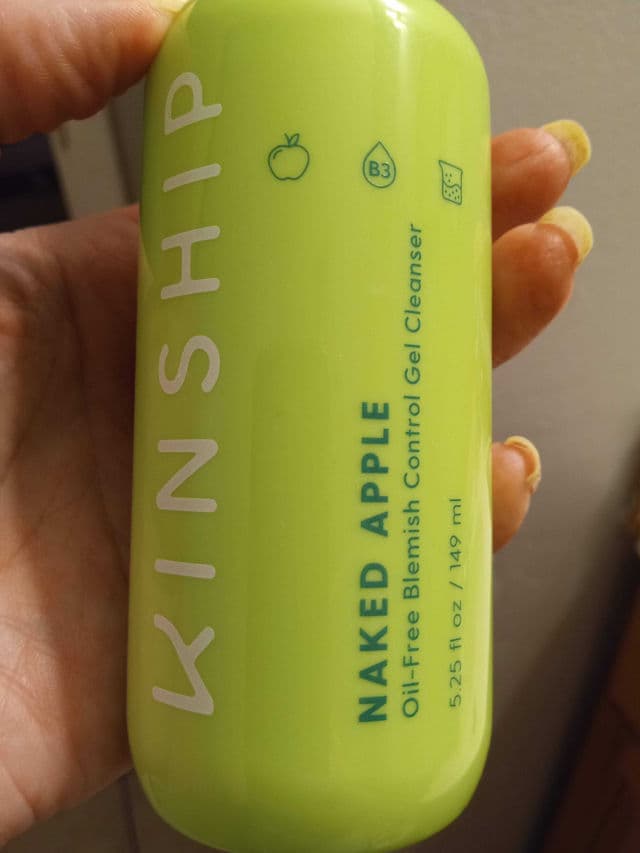 KINSHIP
B3
NAKED APPLE
Oil-Free Blemish Control Gel Cleanser
5.25 fl oz / 149 ml